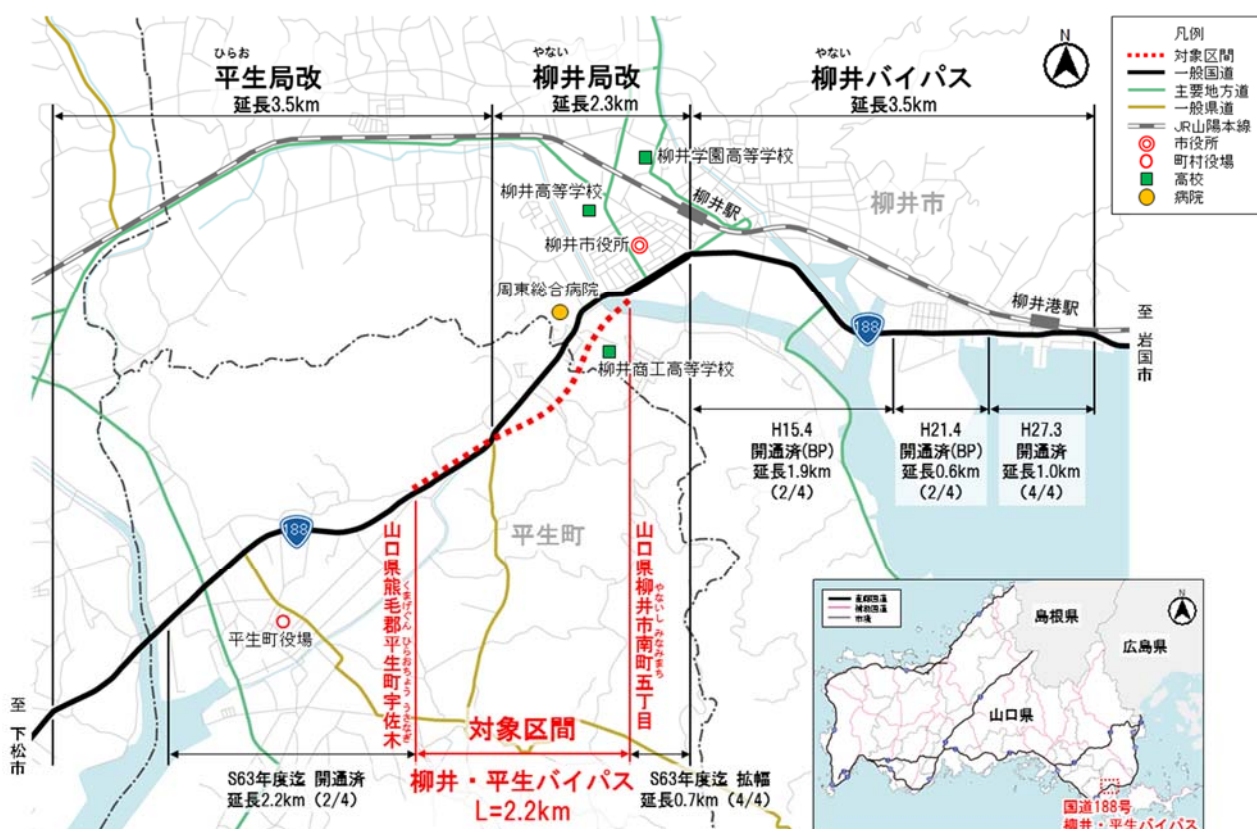 ひらお
平生局改
延長3.5km
やない
柳井局改
延長2.3km
やない
柳井バイパス
延長3.5km
N
凡例
対象区間
一般国道
主要地方道
一般県道
JR山陽本線
市役所
町村役場
高校
病院
柳井学園高等学校
柳井高等学校
柳井駅
柳井市
柳井市役所
周東総合病院
柳井港駅
188
至 岩国市
柳井商工高等学校
H15.4
開通済(BP)
延長1.9km
(2/4)
H21.4
開通済(BP)
延長0.6km
(2/4)
H27.3
開通済
延長1.0km
(4/4)
188
平生町
平生町役場
山口県熊毛郡平生町宇佐木
くまげぐん ひらおちょう うさなぎ
山口県柳井市南町五丁目
やないし みなみまち
至 下松市
対象区間
柳井・平生バイパス
L=2.2km
S63年度迄 開通済
延長2.2km (2/4)
S63年度迄 拡幅
延長0.7km (4/4)
N
島根県
広島県
山口県
国道188号
柳井・平生バイパス